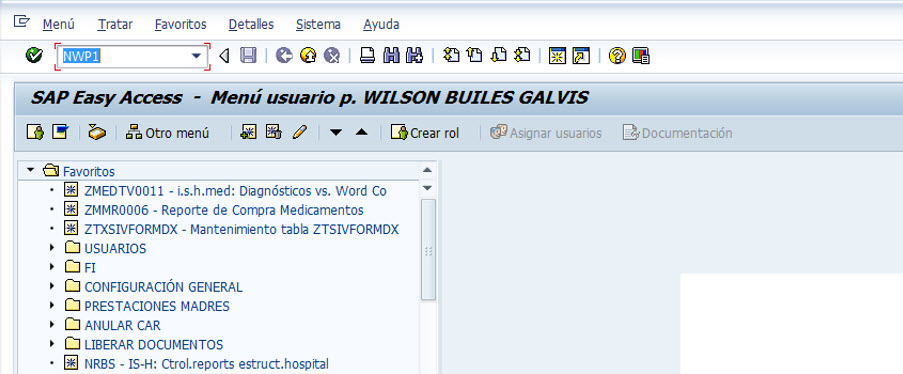 Menú Tratar Favoritos Detalles Sistema Ayuda
NWP1
SAP Easy Access - Menú usuario p. WILSON BUILES GALVIS
Otro menú Crear rol Asignar usuarios Documentación
Favoritos
ZMEDTV0011 - i.s.h.med: Diagnósticos vs. Word Co
ZMMR0006 - Reporte de Compra Medicamentos
ZTXSIVFORMDX - Mantenimiento tabla ZTSIVFORMDX
USUARIOS
FI
CONFIGURACIÓN GENERAL
PRESTACIONES MADRES
ANULAR CAR
LIBERAR DOCUMENTOS
NRBS - IS-H: Ctrol.reports estruct.hospital